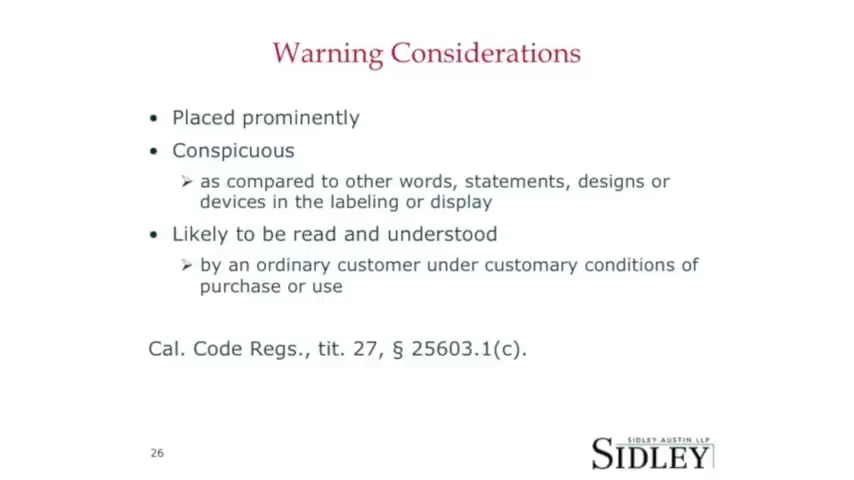 Warning Considerations
• Placed prominently
• Conspicuous
➢ as compared to other words, statements, designs or
devices in the labeling or display
• Likely to be read and understood
➢ by an ordinary customer under customary conditions of
purchase or use
Cal. Code Regs., tit. 27, § 25603.1(c).
26
SIDLEY AUSTIN LLP
SIDLEY